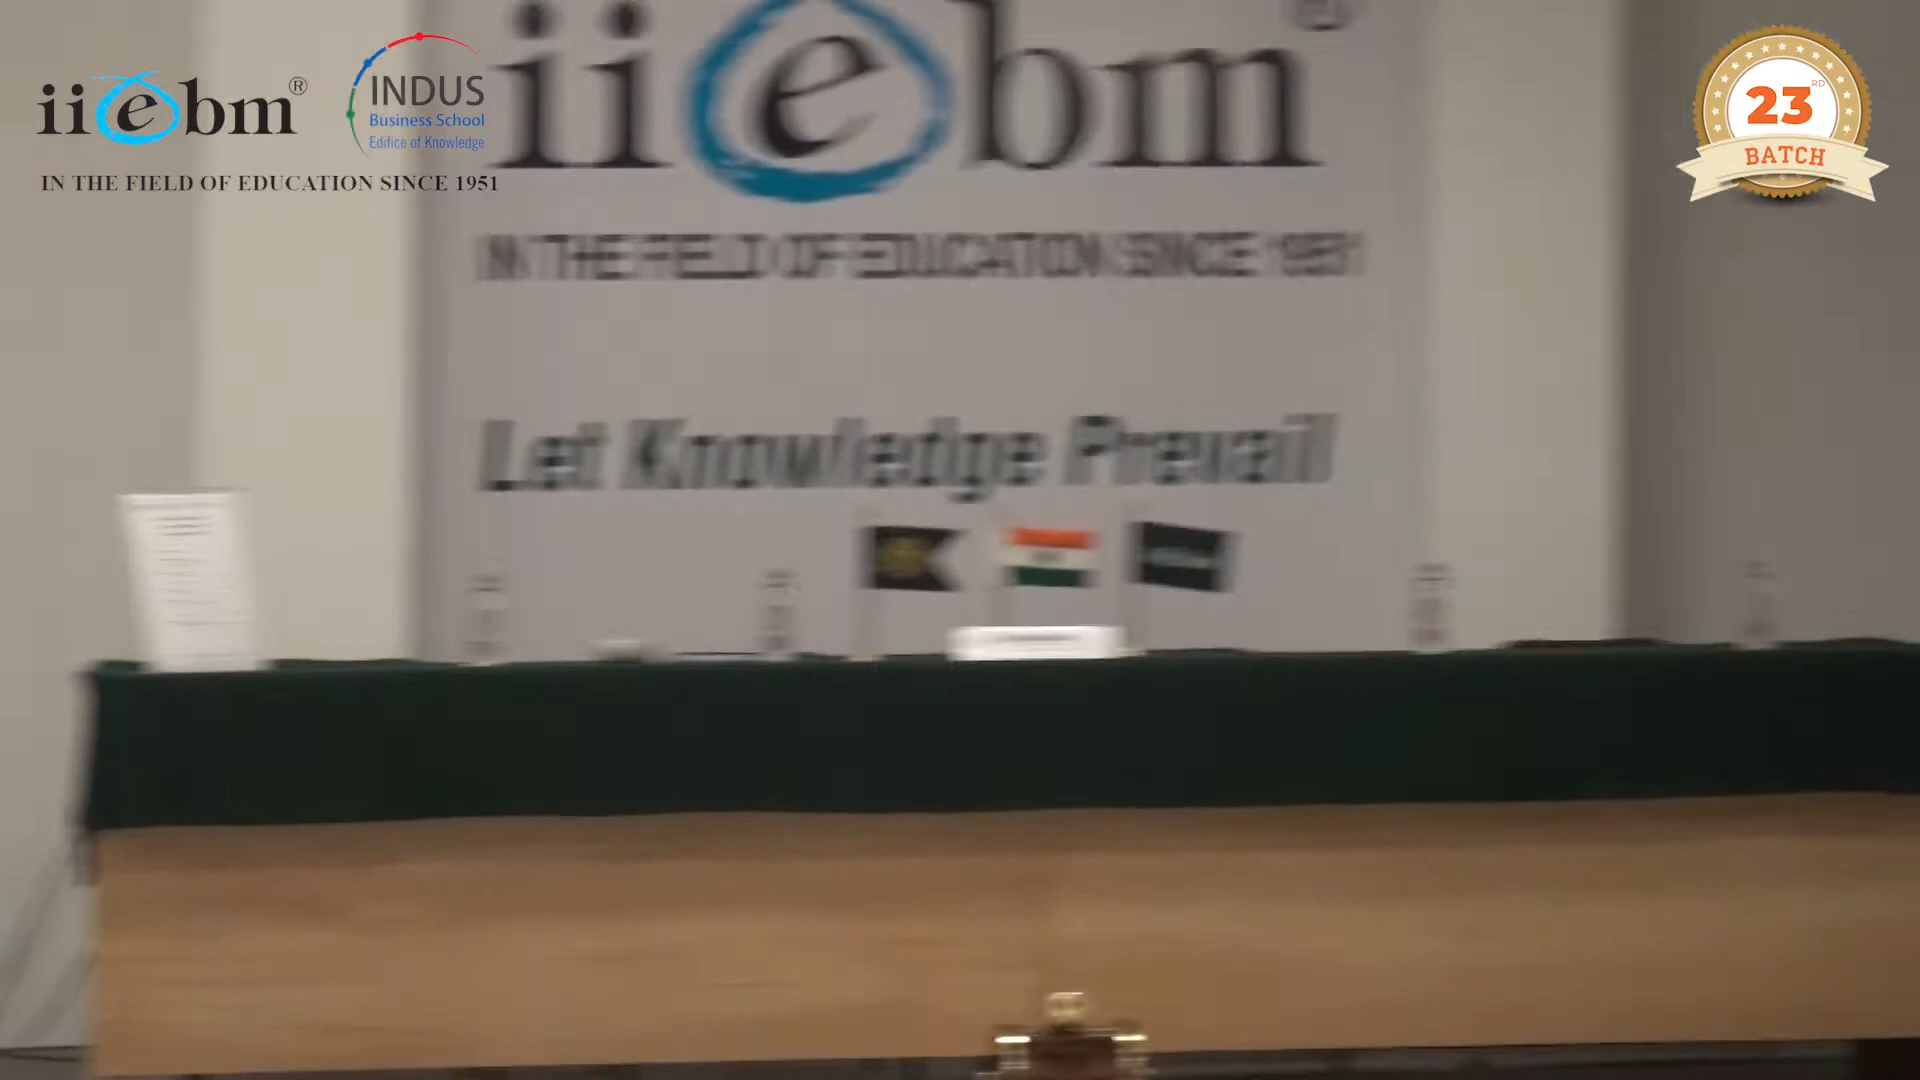 iiebm®
INDUS
Business School
Edifice of Knowledge
IN THE FIELD OF EDUCATION SINCE 1951
23RD
BATCH
iiebm®
IN THE FIELD OF EDUCATION SINCE 1951
Let Knowledge Prevail